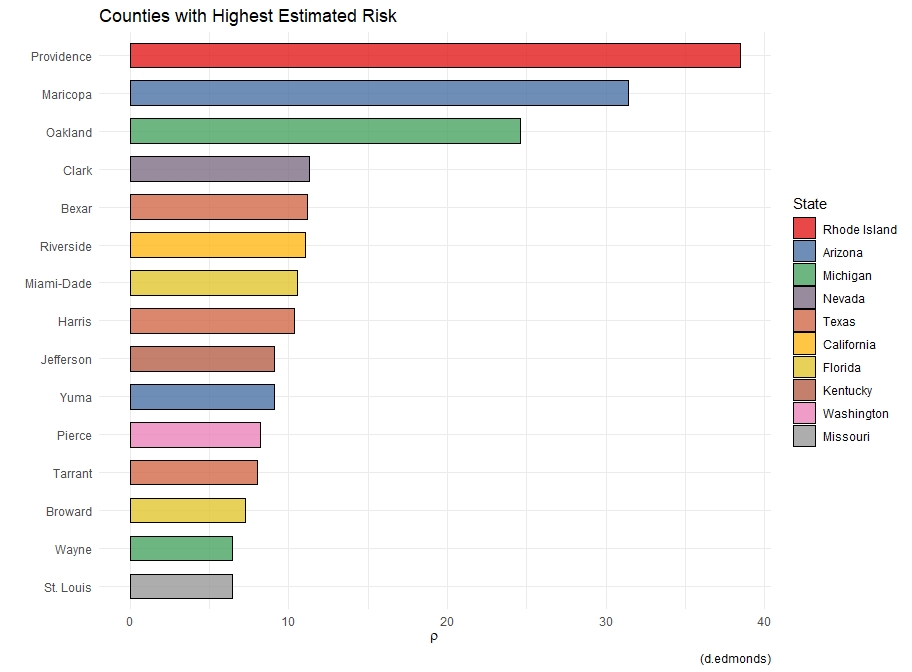 Counties with Highest Estimated Risk
Providence
Maricopa
Oakland
Clark
Bexar
Riverside
Miami-Dade
Harris
Jefferson
Yuma
Pierce
Tarrant
Broward
Wayne
St. Louis
0 10 20 30 40
ρ
State
Rhode Island
Arizona
Michigan
Nevada
Texas
California
Florida
Kentucky
Washington
Missouri
(d.edmonds)